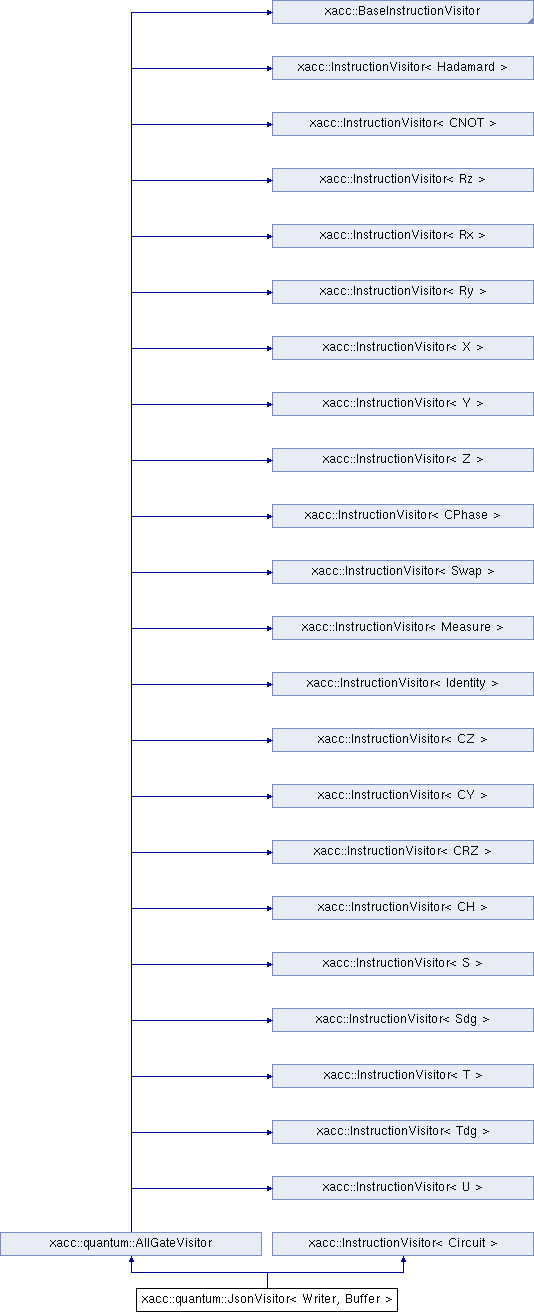 xacc::BaseInstructionVisitor
xacc::InstructionVisitor< Hadamard >
xacc::InstructionVisitor< CNOT >
xacc::InstructionVisitor< Rz >
xacc::InstructionVisitor< Rx >
xacc::InstructionVisitor< Ry >
xacc::InstructionVisitor< X >
xacc::InstructionVisitor< Y >
xacc::InstructionVisitor< Z >
xacc::InstructionVisitor< CPhase >
xacc::InstructionVisitor< Swap >
xacc::InstructionVisitor< Measure >
xacc::InstructionVisitor< Identity >
xacc::InstructionVisitor< CZ >
xacc::InstructionVisitor< CY >
xacc::InstructionVisitor< CRZ >
xacc::InstructionVisitor< CH >
xacc::InstructionVisitor< S >
xacc::InstructionVisitor< Sdg >
xacc::InstructionVisitor< T >
xacc::InstructionVisitor< Tdg >
xacc::InstructionVisitor< U >
xacc::quantum::AllGateVisitor
xacc::InstructionVisitor< Circuit >
xacc::quantum::JsonVisitor< Writer, Buffer >